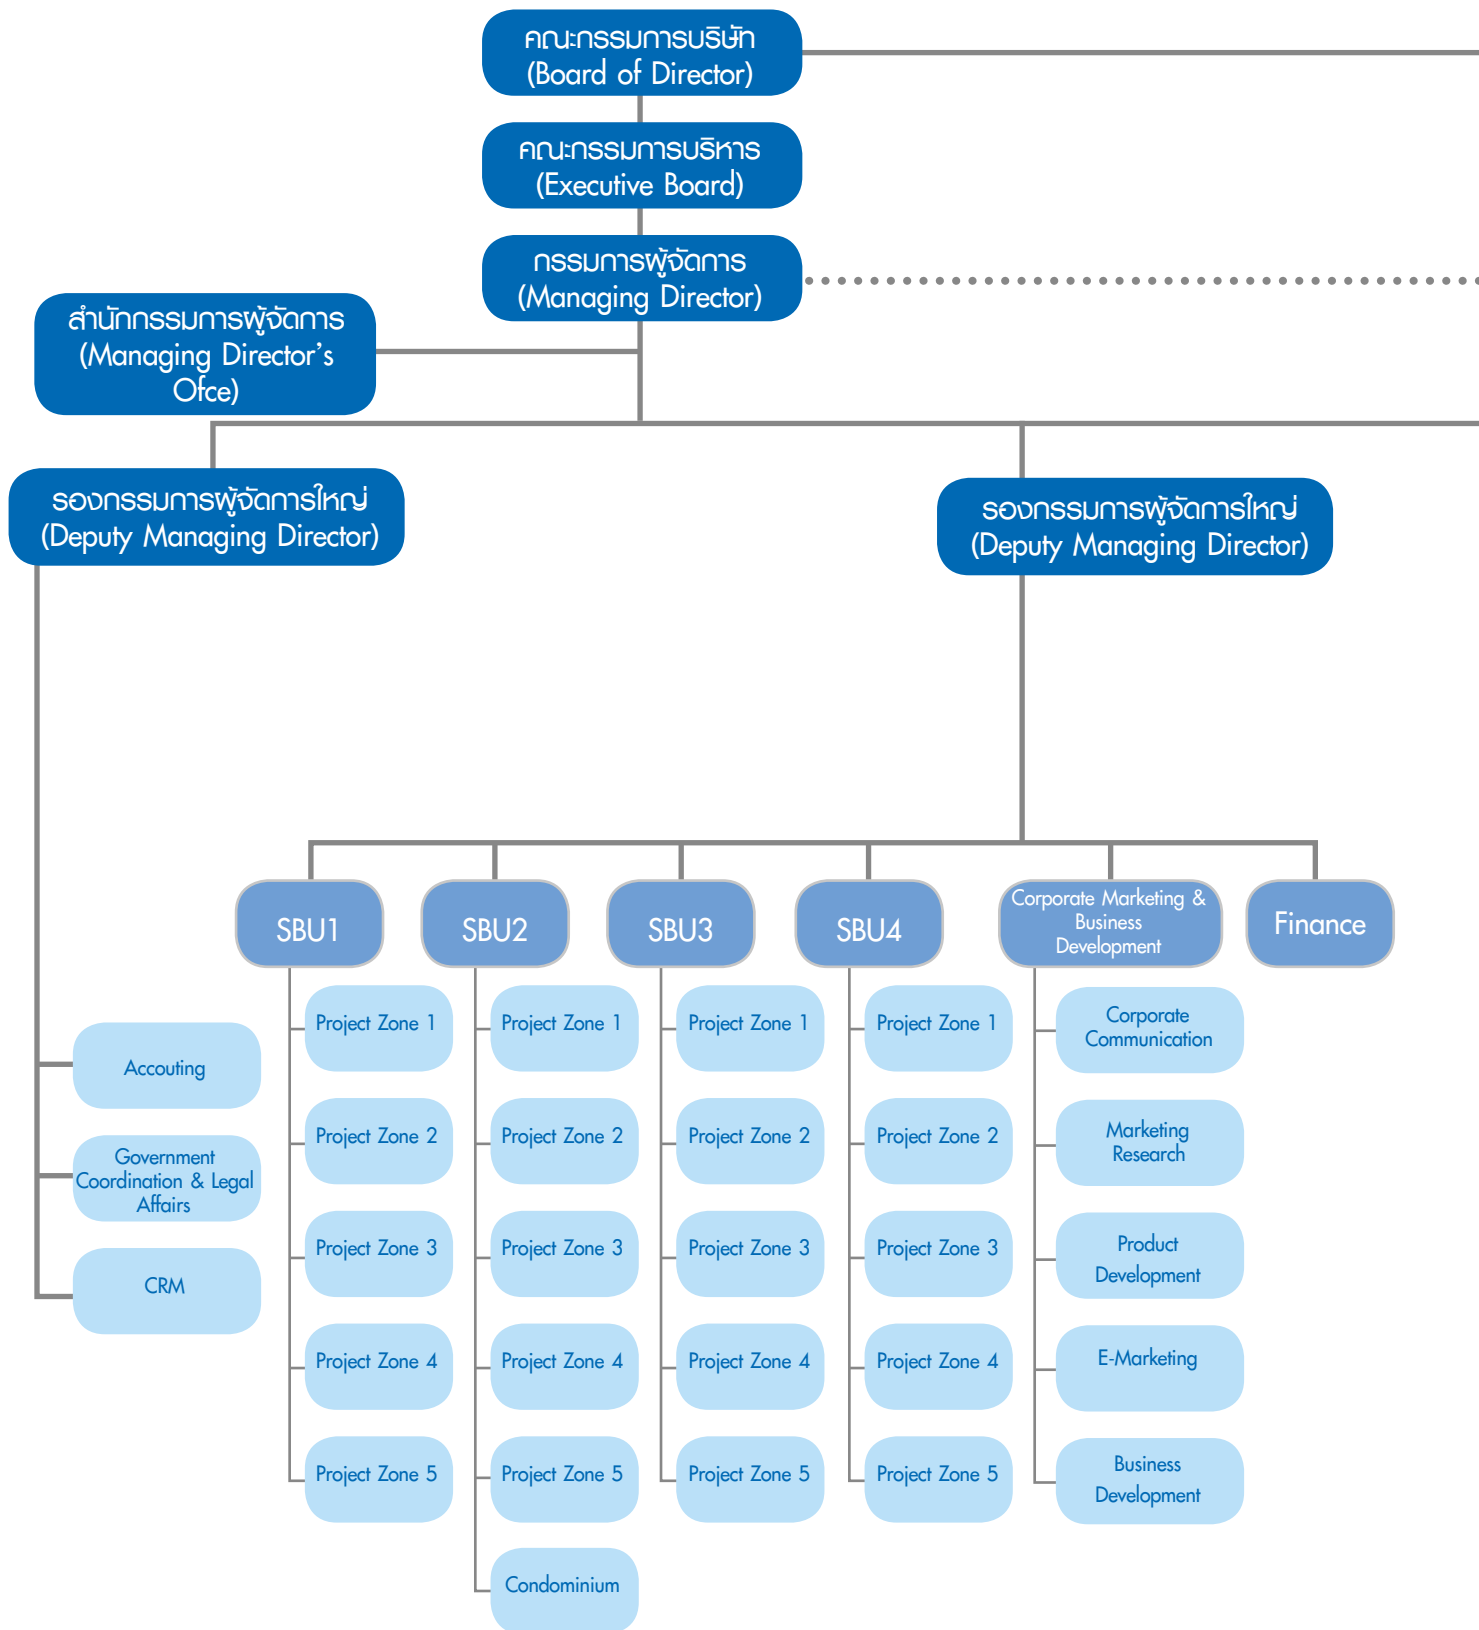 คณะกรรมการบริษัท
(Board of Director)
คณะกรรมการบริหาร
(Executive Board)
กรรมการผู้จัดการ
(Managing Director)
สำนักกรรมการผู้จัดการ
(Managing Director's
Ofce)
รองกรรมการผู้จัดการใหญ่
(Deputy Managing Director)
รองกรรมการผู้จัดการใหญ่
(Deputy Managing Director)
Accouting
Government
Coordination & Legal
Affairs
CRM
SBU1
Project Zone 1
Project Zone 2
Project Zone 3
Project Zone 4
Project Zone 5
SBU2
Project Zone 1
Project Zone 2
Project Zone 3
Project Zone 4
Project Zone 5
Condominium
SBU3
Project Zone 1
Project Zone 2
Project Zone 3
Project Zone 4
Project Zone 5
SBU4
Project Zone 1
Project Zone 2
Project Zone 3
Project Zone 4
Project Zone 5
Corporate Marketing &
Business
Development
Corporate
Communication
Marketing
Research
Product
Development
E-Marketing
Business
Development
Finance